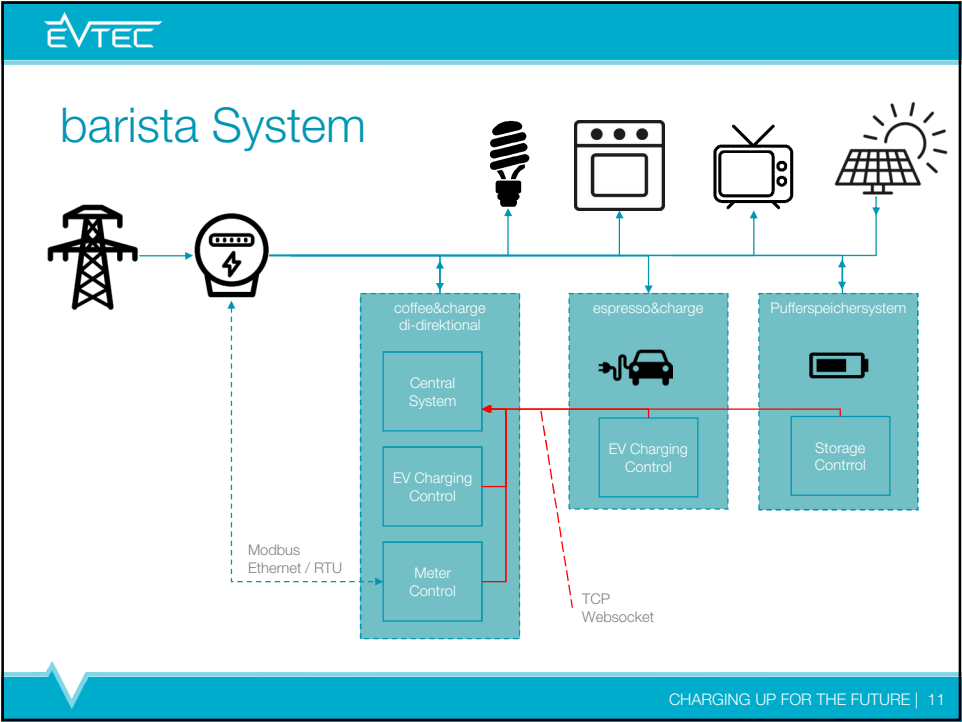 EVTEC
barista System
coffee&charge
di-direktional
espresso&charge
Pufferspeichersystem
Central
System
EV Charging
Control
EV Charging
Control
Storage
Contrrol
Meter
Control
Modbus
Ethernet / RTU
TCP
Websocket
CHARGING UP FOR THE FUTURE | 11